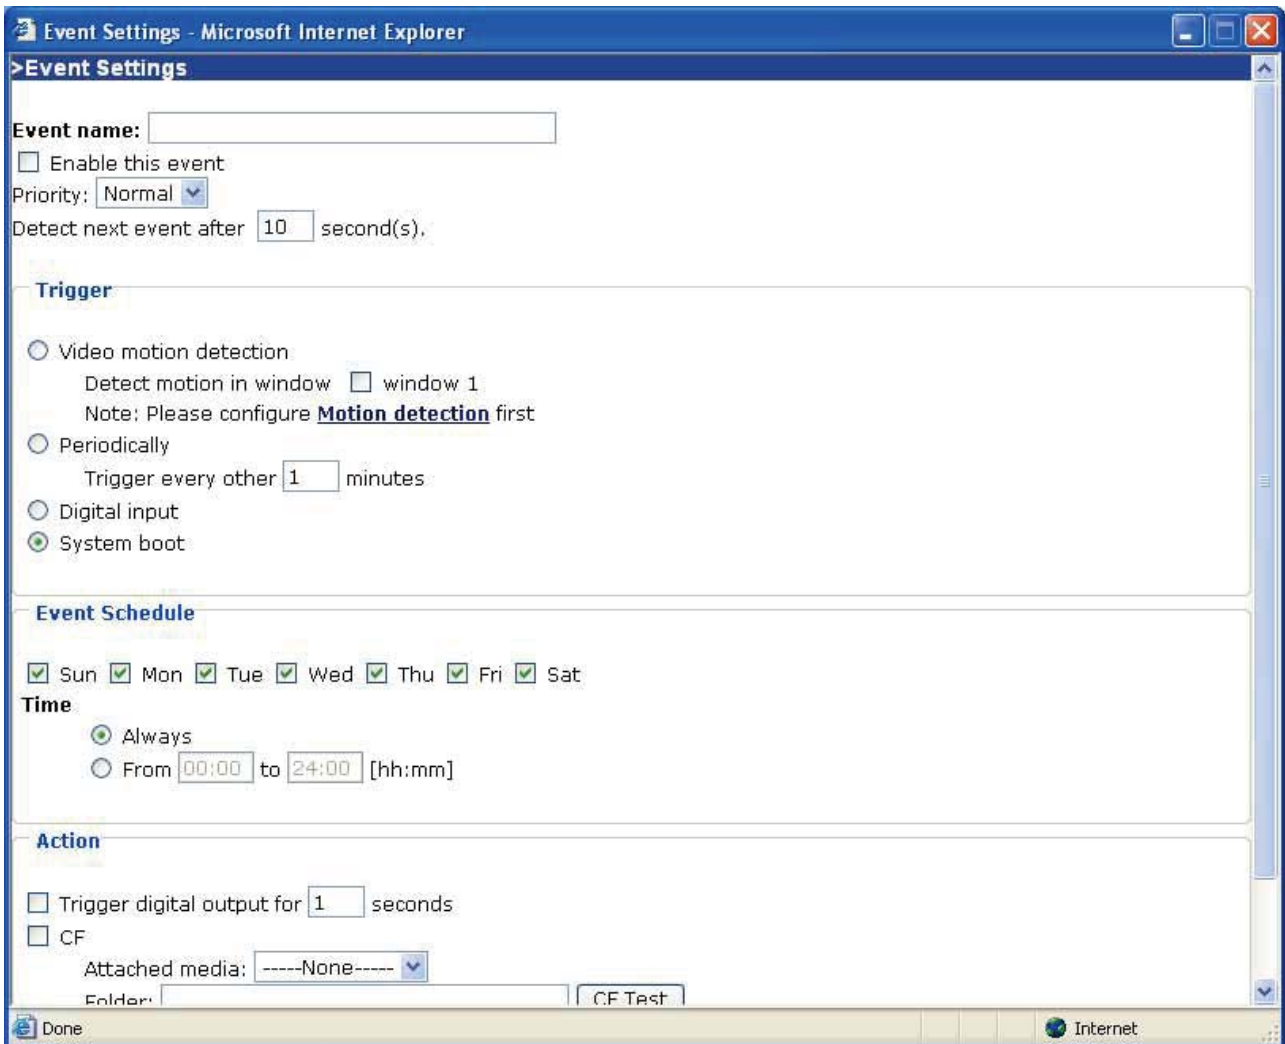 Event Settings - Microsoft Internet Explorer
>Event Settings
Event name:
Enable this event
Priority: Normal
Detect next event after 10 second(s).
Trigger
Video motion detection
Detect motion in window window 1
Note: Please configure Motion detection first
Periodically
Trigger every other 1 minutes
Digital input
System boot
Event Schedule
Sun Mon Tue Wed Thu Fri Sat
Time
Always
From 00:00 to 24:00 [hh:mm]
Action
Trigger digital output for 1 seconds
CF
Attached media: -----None-----
Folder: CF Test
Done Internet